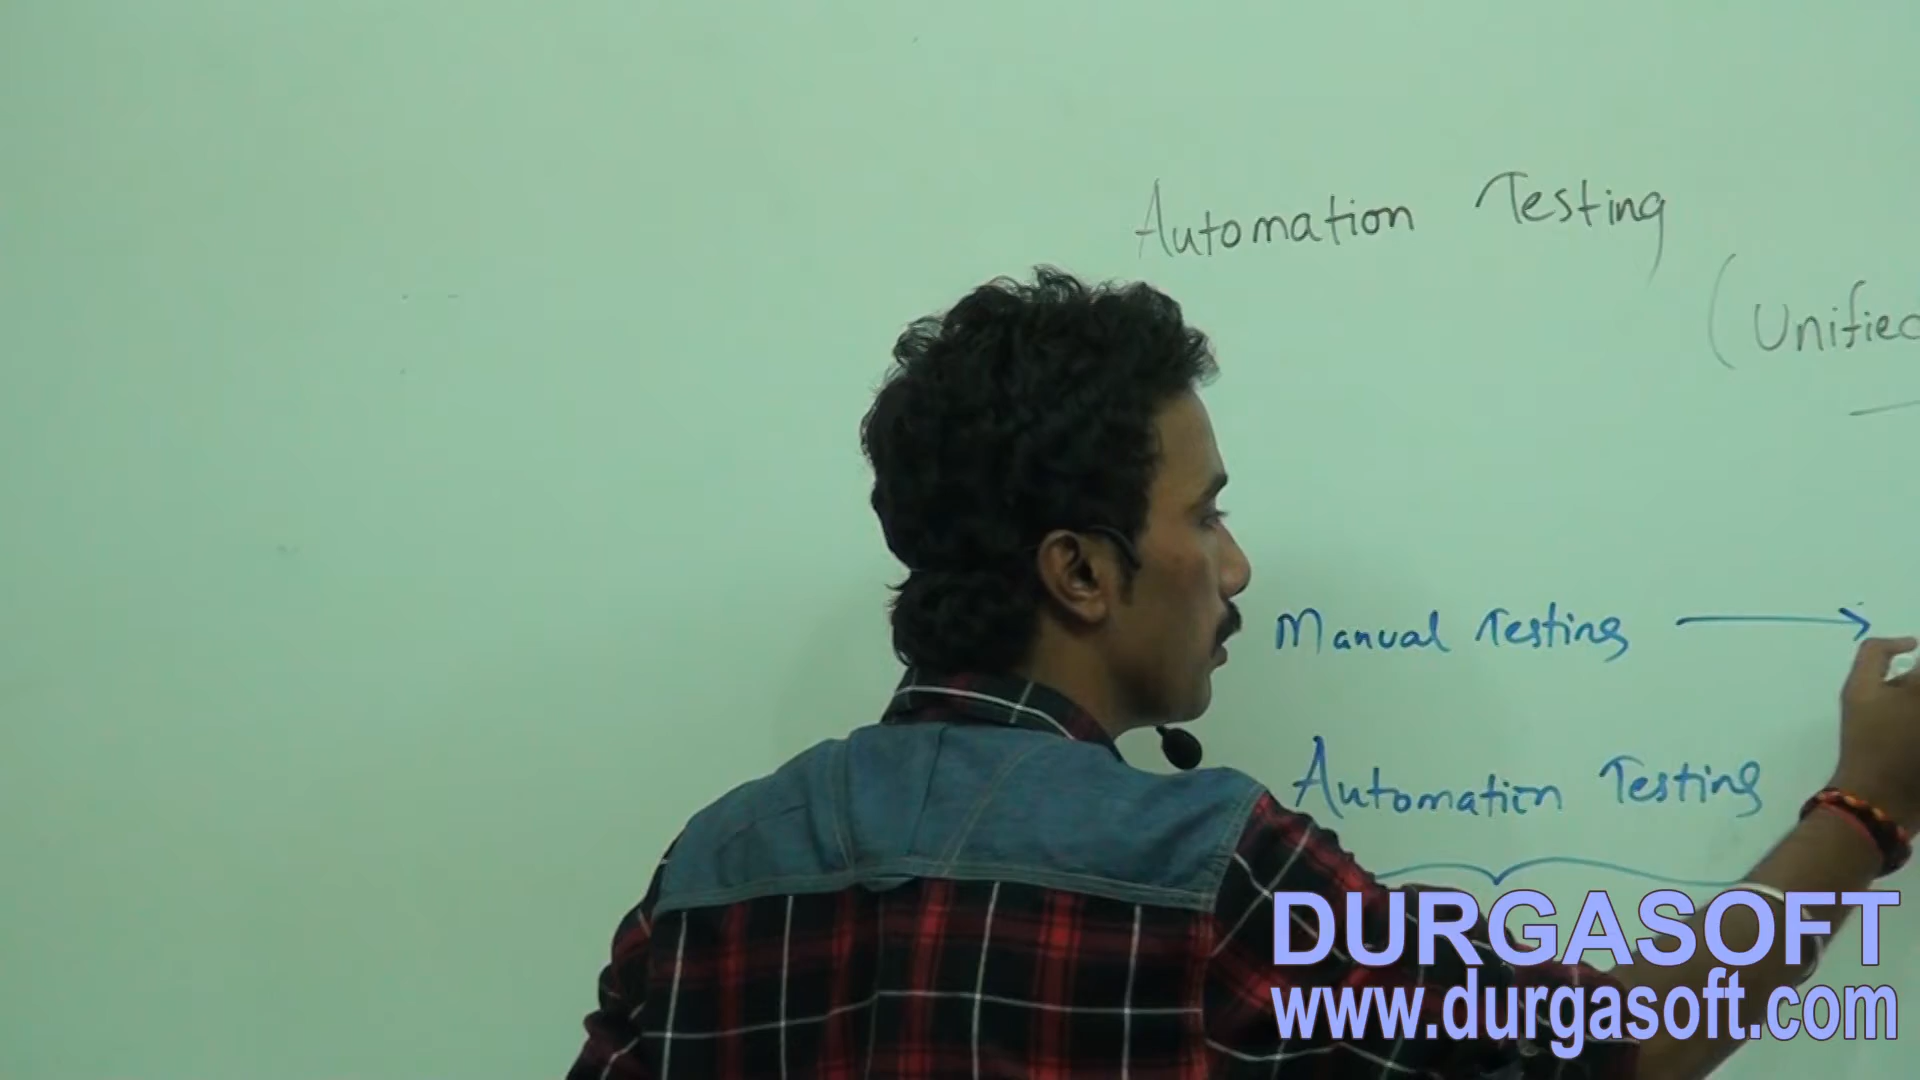 Automation Testing
(Unified
Manual Testing →
Automation Testing
DURGASOFT
www.durgasoft.com